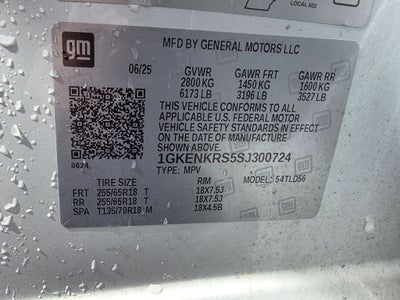 LOCAL 602
gm
MFD BY GENERAL MOTORS LLC
06/25 GVWR GAWR FRT GAWR RR
2800 KG 1450 KG 1600 KG
6173 LB 3196 LB 3527 LB
THIS VEHICLE CONFORMS TO ALL
APPLICABLE U.S. FEDERAL MOTOR
VEHICLE SAFETY STANDARDS IN EFFECT ON
THE DATE OF MANUFACTURE SHOWN ABOVE.
1GKENKRS5SJ300724
8624 TYPE: MPV MODEL: 54TLD56
TIRE SIZE RIM
FRT 255/65R18 T 18X7.5J
RR 255/65R18 T 18X7.5J
SPA T135/70R18 M 18X4.5B